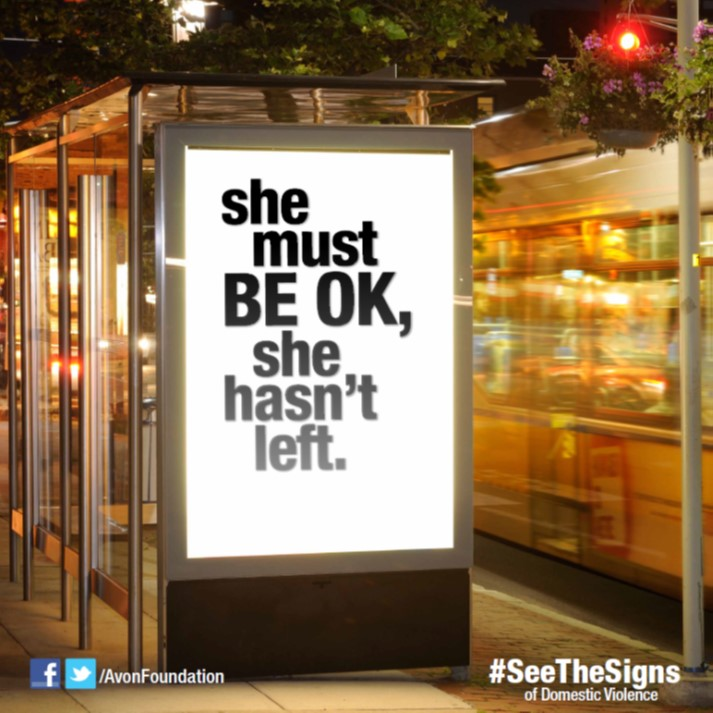 she
must
BE OK,
she
hasn't
left.
/AvonFoundation
#SeeTheSigns
of Domestic Violence